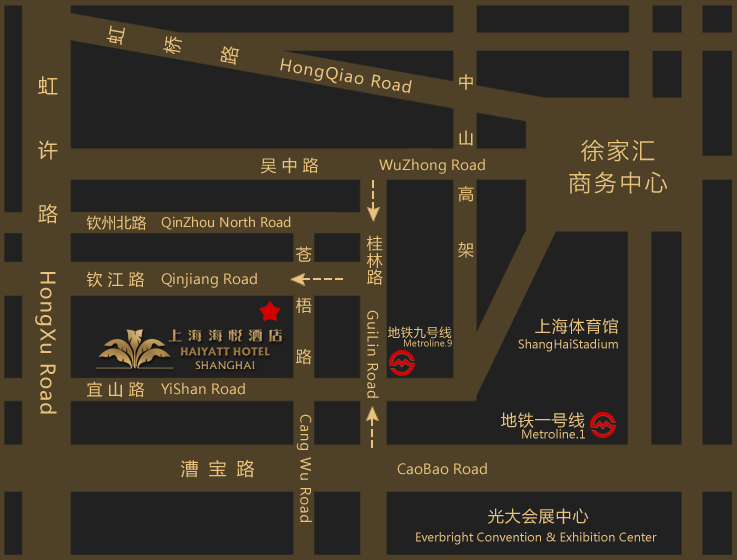 虹桥路
HongQiao Road
虹许路
HongXu Road
中山高架
徐家汇
商务中心
吴中路
WuZhong Road
钦州北路
QinZhou North Road
苍梧路
Cang Wu Road
桂林路
GuiLin Road
钦江路
Qinjiang Road
上海海悦酒店
HAIYATT HOTEL
SHANGHAI
地铁九号线
Metroline.9
上海体育馆
ShangHaiStadium
宜山路
YiShan Road
地铁一号线
Metroline.1
漕宝路
CaoBao Road
光大会展中心
Everbright Convention & Exhibition Center